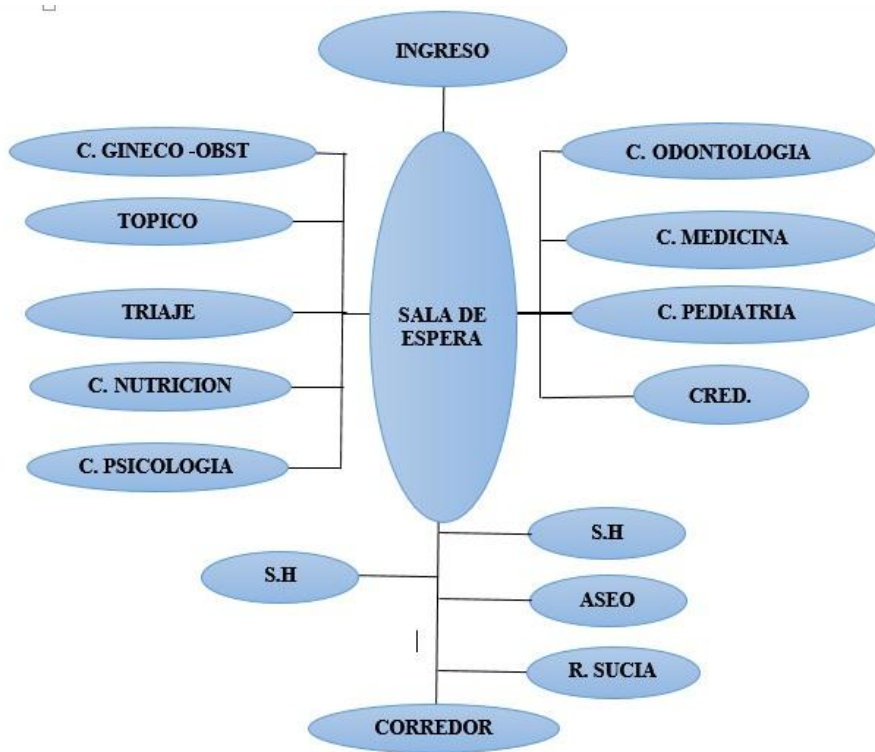 INGRESO
C. GINECO -OBST
TOPICO
TRIAJE
C. NUTRICION
C. PSICOLOGIA
SALA DE
ESPERA
C. ODONTOLOGIA
C. MEDICINA
C. PEDIATRIA
CRED.
S.H
S.H
ASEO
R. SUCIA
CORREDOR